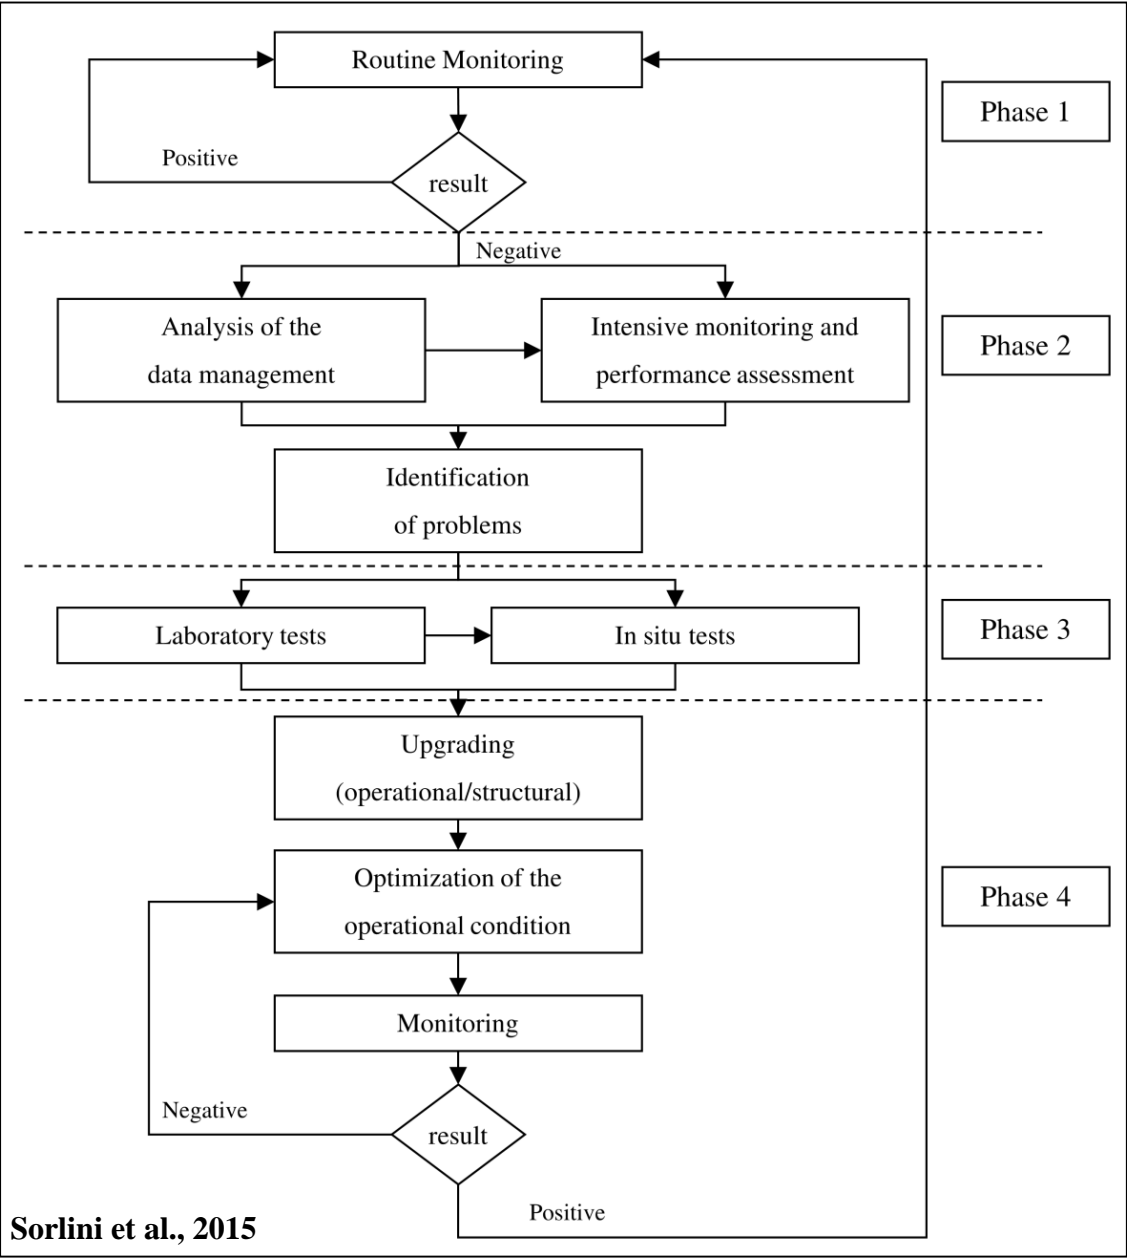 Routine Monitoring
Phase 1
Positive
result
Negative
Analysis of the
data management
Intensive monitoring and
performance assessment
Phase 2
Identification
of problems
Laboratory tests
In situ tests
Phase 3
Upgrading
(operational/structural)
Optimization of the
operational condition
Phase 4
Monitoring
Negative
result
Positive
Sorlini et al., 2015